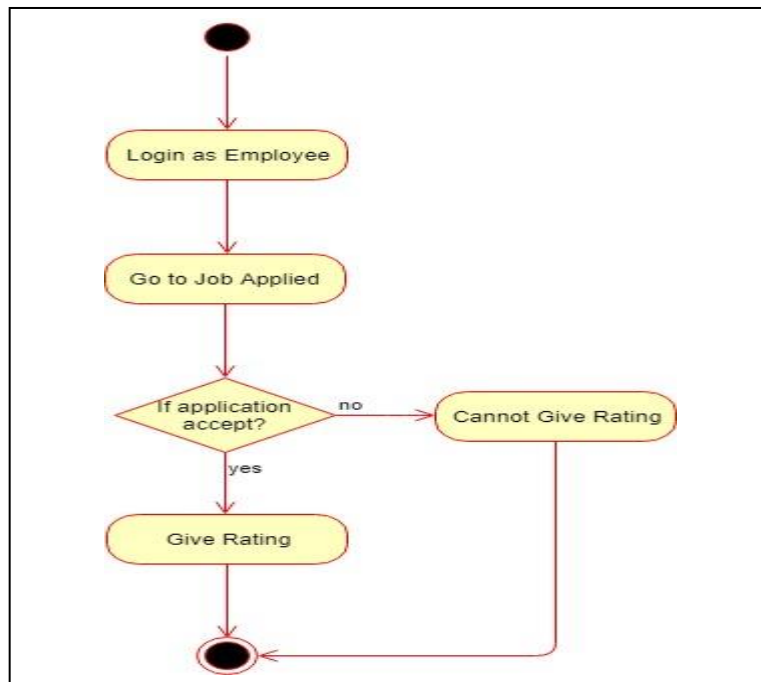 Login as Employee
Go to Job Applied
If application
accept?
no
Cannot Give Rating
yes
Give Rating